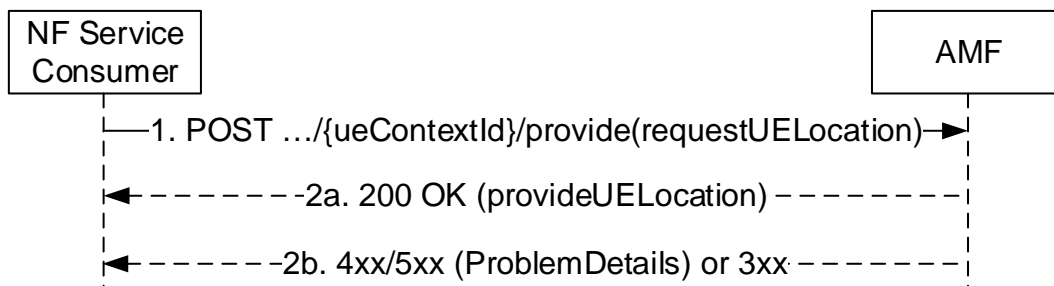 NF Service
Consumer
AMF
1. POST …/{ueContextId}/provide(requestUELocation)
2a. 200 OK (provideUELocation)
2b. 4xx/5xx (ProblemDetails) or 3xx